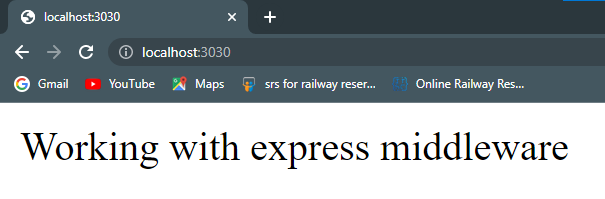 localhost:3030
localhost:3030
Gmail YouTube Maps srs for railway reser... Online Railway Res...
Working with express middleware